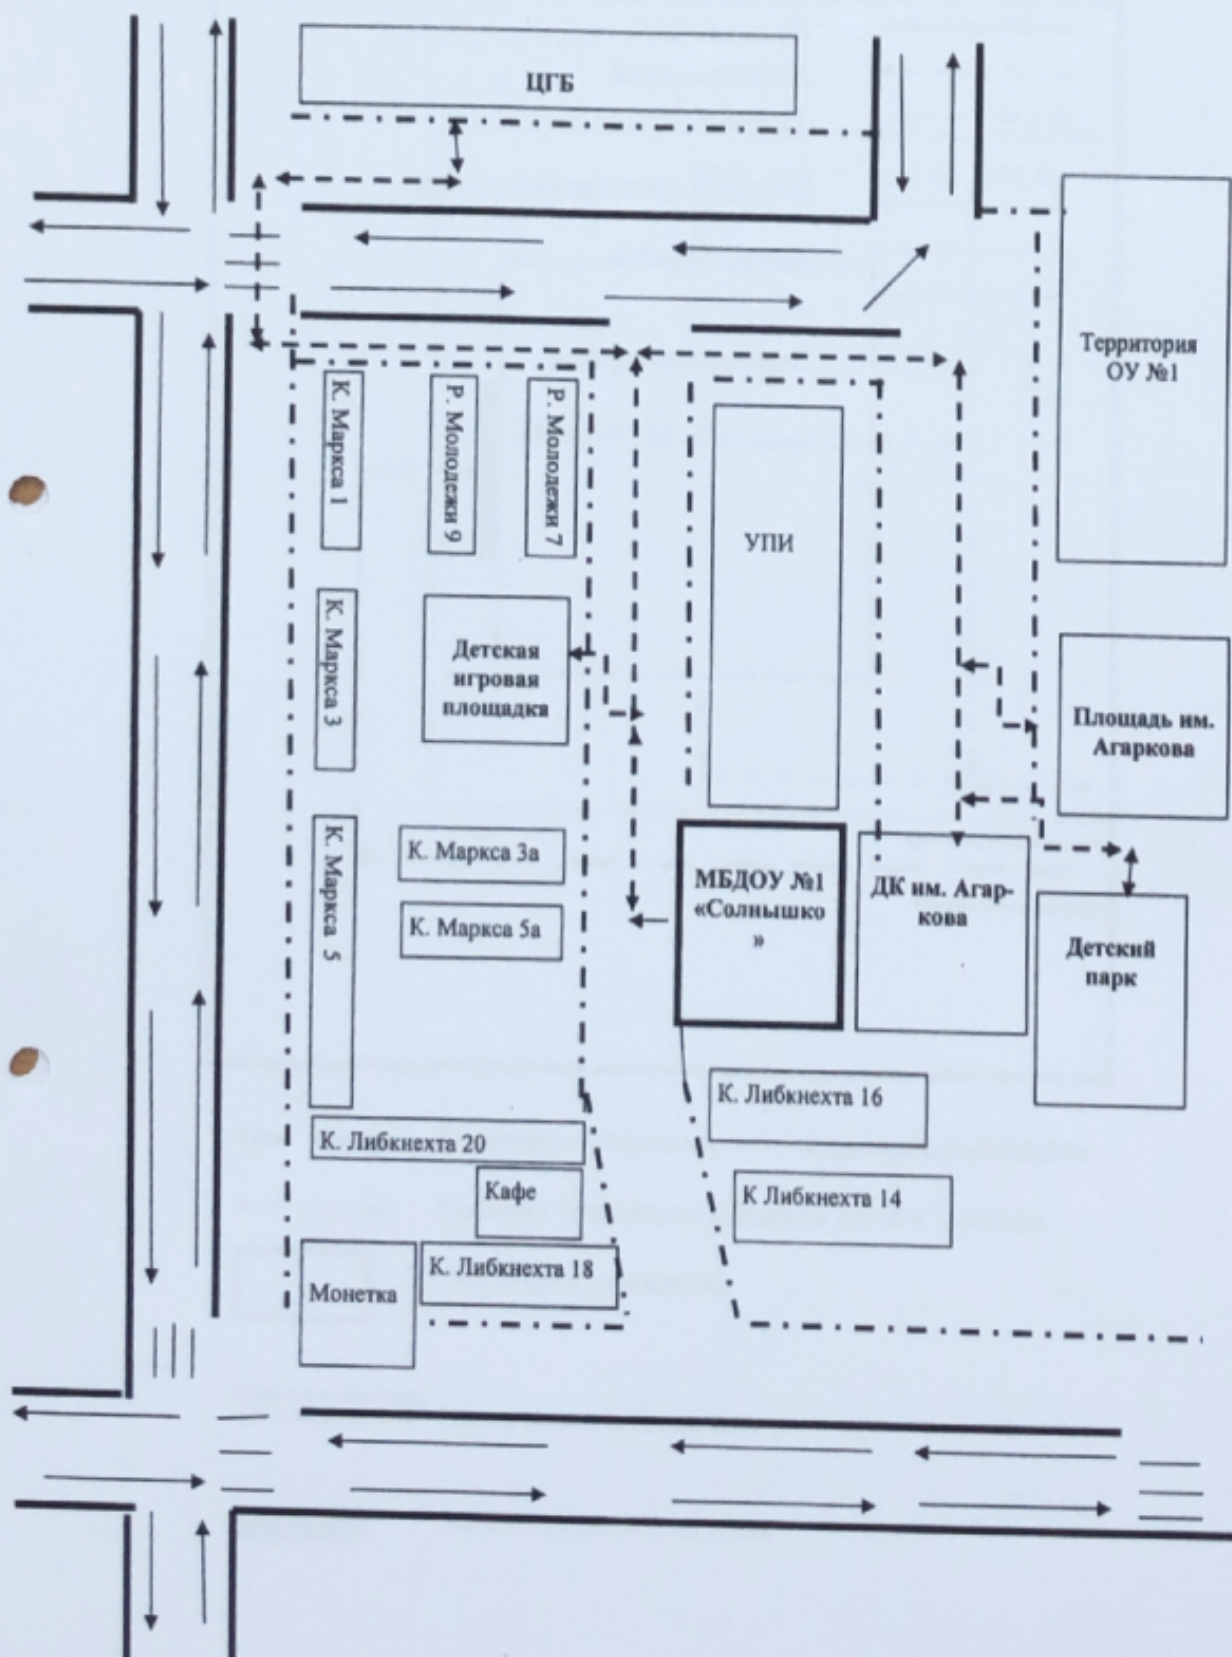 ЦГБ
Территория
ОУ №1
К. Маркса 1
Р. Молодежи 9
Р. Молодежи 7
УПИ
К. Маркса 3
Детская
игровая
площадка
Площадь им.
Агаркова
К. Маркса 5
К. Маркса 3а
К. Маркса 5а
МБДОУ №1
«Солнышко
»
ДК им. Агар-
кова
Детский
парк
К. Либкнехта 16
К. Либкнехта 20
Кафе
К Либкнехта 14
К. Либкнехта 18
Монетка